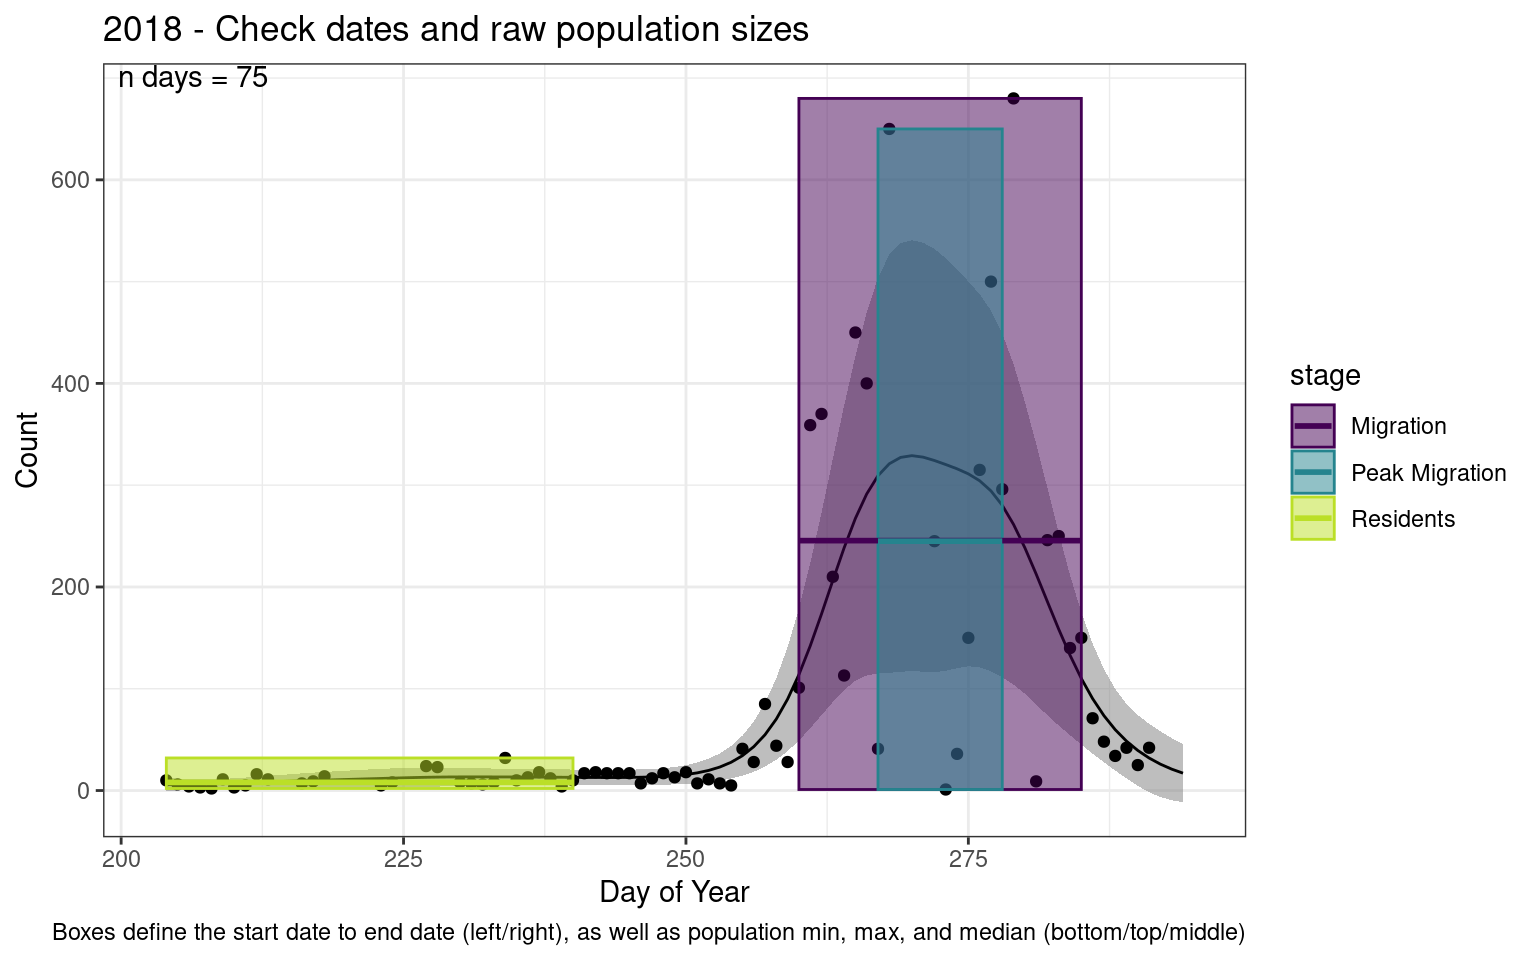 2018 - Check dates and raw population sizes
n days = 75
600
400
200
0
Count
200
225
250
275
Day of Year
stage
Migration
Peak Migration
Residents
Boxes define the start date to end date (left/right), as well as population min, max, and median (bottom/top/middle)